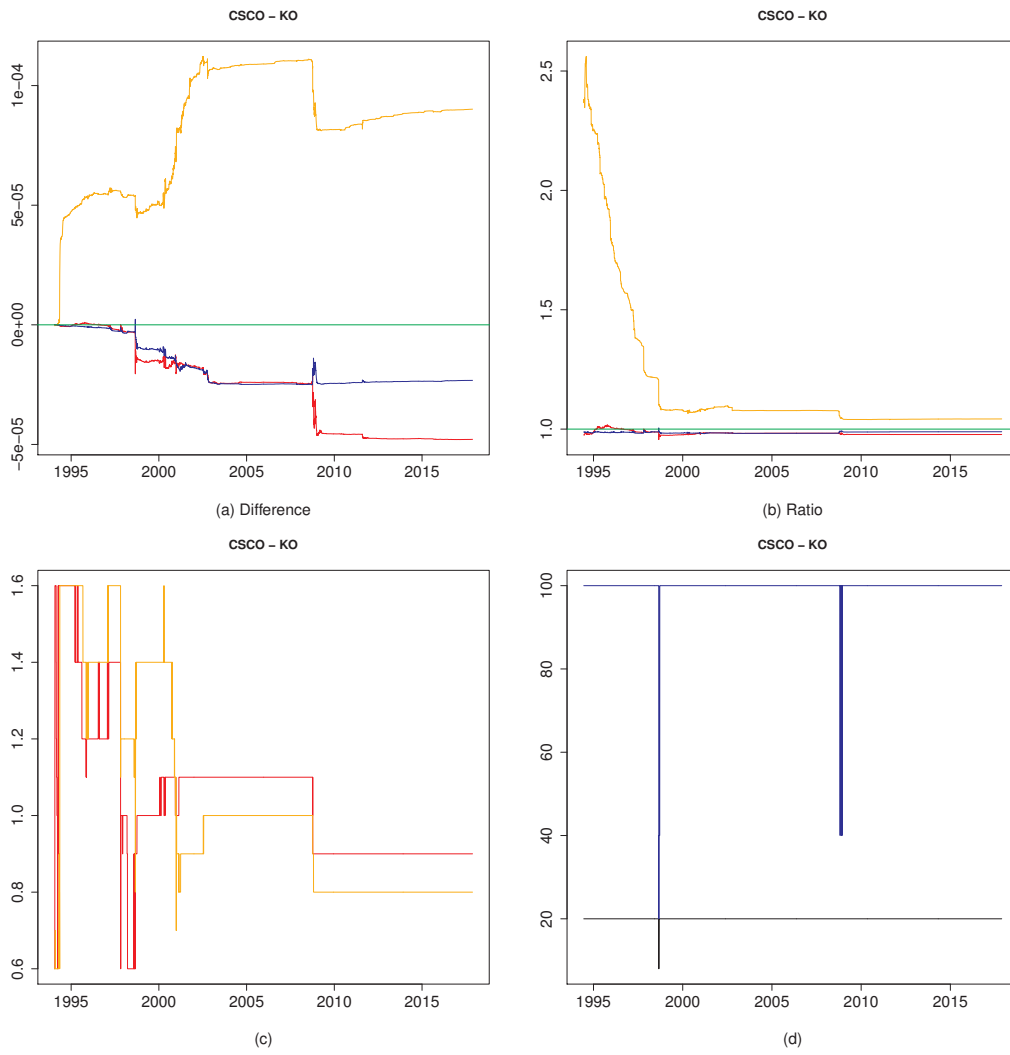 CSCO − KO
1e−04
5e−05
0e+00
−5e−05
1995 2000 2005 2010 2015
(a) Difference
CSCO − KO
2.5
2.0
1.5
1.0
1995 2000 2005 2010 2015
(b) Ratio
CSCO − KO
1.6
1.4
1.2
1.0
0.8
0.6
1995 2000 2005 2010 2015
(c)
CSCO − KO
100
80
60
40
20
1995 2000 2005 2010 2015
(d)